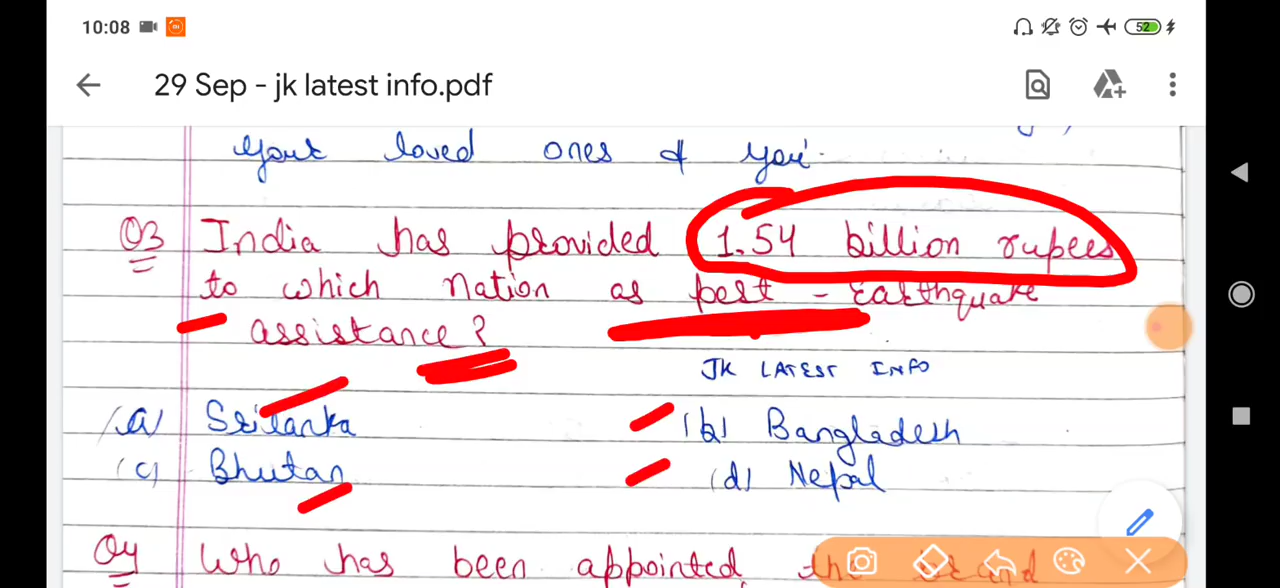 10:08
52
29 Sep - jk latest info.pdf
your loved ones & you.
Q3 India has provided 1.54 billion rupees
to which nation as post - Earthquake
assistance?
JK LATEST INFO
(a) Srilanka (b) Bangladesh
(c) Bhutan (d) Nepal
Q4 Who has been appointed the